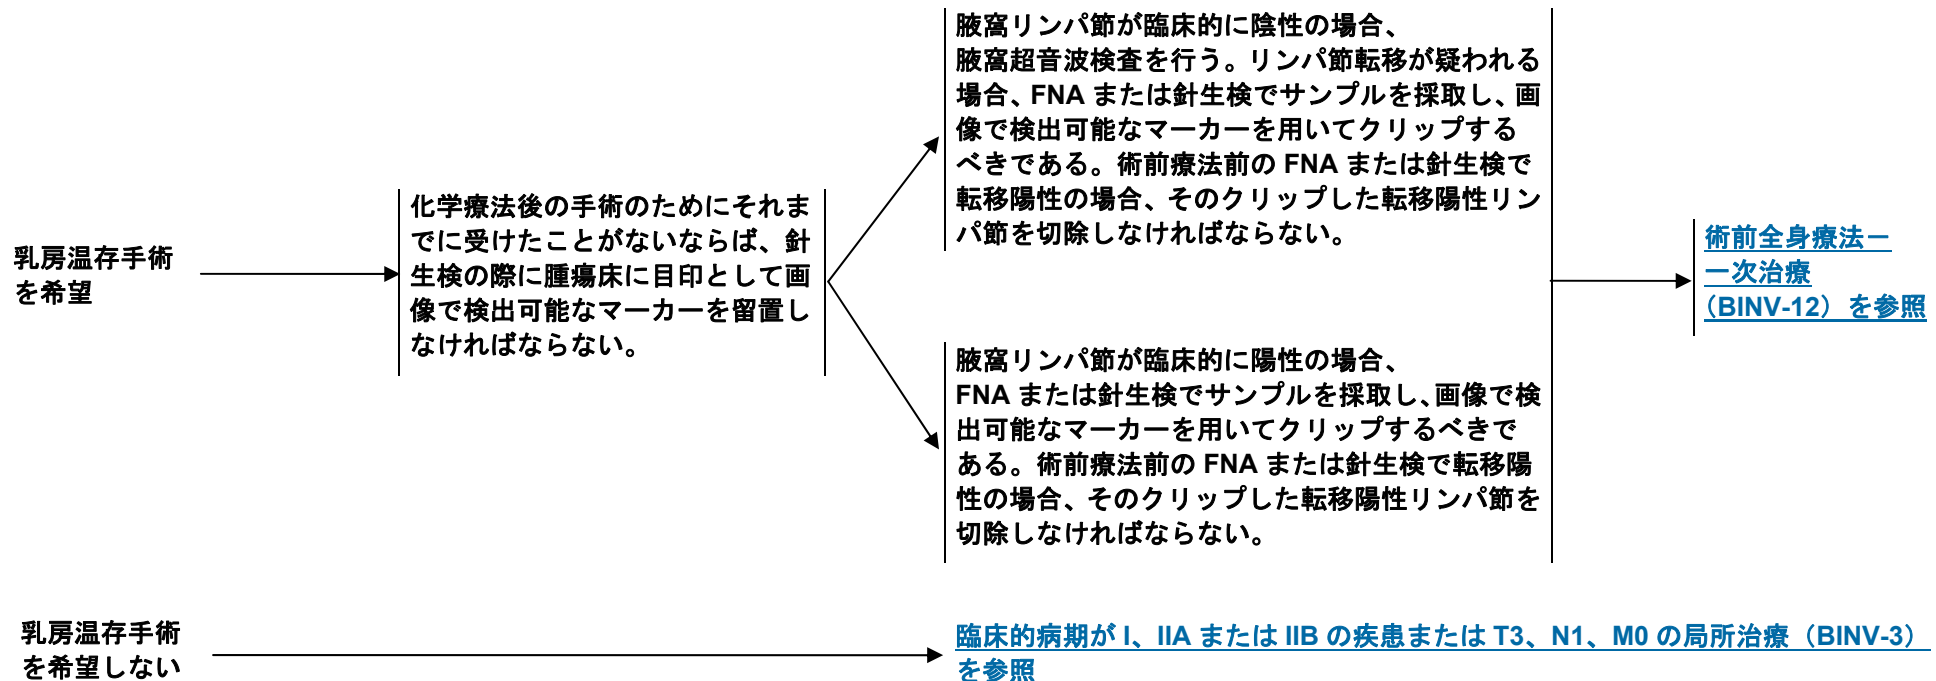 乳房温存手術
を希望
化学療法後の手術のためにそれま
でに受けたことがないならば、針
生検の際に腫瘍床に目印として画
像で検出可能なマーカーを留置し
なければならない。
腋窩リンパ節が臨床的に陰性の場合、
腋窩超音波検査を行う。リンパ節転移が疑われる
場合、FNA または針生検でサンプルを採取し、画
像で検出可能なマーカーを用いてクリップする
べきである。術前療法前の FNA または針生検で
転移陽性の場合、そのクリップした転移陽性リン
パ節を切除しなければならない。
腋窩リンパ節が臨床的に陽性の場合、
FNA または針生検でサンプルを採取し、画像で検
出可能なマーカーを用いてクリップするべきで
ある。術前療法前の FNA または針生検で転移陽
性の場合、そのクリップした転移陽性リンパ節を
切除しなければならない。
術前全身療法－
一次治療
（BINV-12）を参照
乳房温存手術
を希望しない
臨床的病期が I、IIA または IIB の疾患または T3、N1、M0 の局所治療（BINV-3）
を参照